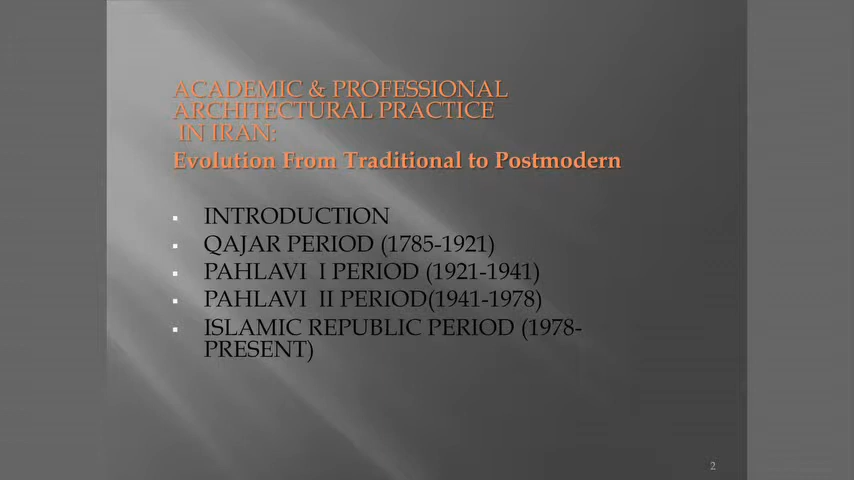 ACADEMIC & PROFESSIONAL
ARCHITECTURAL PRACTICE
IN IRAN:
Evolution From Traditional to Postmodern
▪ INTRODUCTION
▪ QAJAR PERIOD (1785-1921)
▪ PAHLAVI I PERIOD (1921-1941)
▪ PAHLAVI II PERIOD(1941-1978)
▪ ISLAMIC REPUBLIC PERIOD (1978-
PRESENT)
2